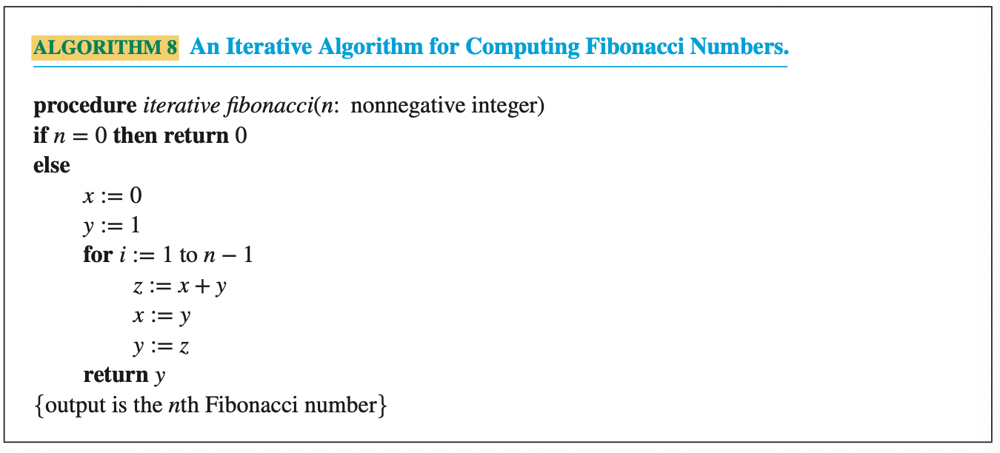 ALGORITHM 8 An Iterative Algorithm for Computing Fibonacci Numbers.
procedure iterative fibonacci(n: nonnegative integer)
if n = 0 then return 0
else
x := 0
y := 1
for i := 1 to n − 1
z := x + y
x := y
y := z
return y
{output is the nth Fibonacci number}